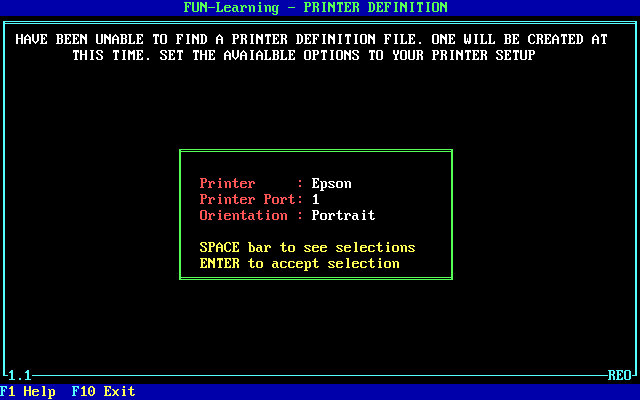 FUN-Learning - PRINTER DEFINITION
HAVE BEEN UNABLE TO FIND A PRINTER DEFINITION FILE. ONE WILL BE CREATED AT
THIS TIME. SET THE AVAIALBLE OPTIONS TO YOUR PRINTER SETUP
Printer : Epson
Printer Port: 1
Orientation : Portrait
SPACE bar to see selections
ENTER to accept selection
1.1 REO
F1 Help F10 Exit